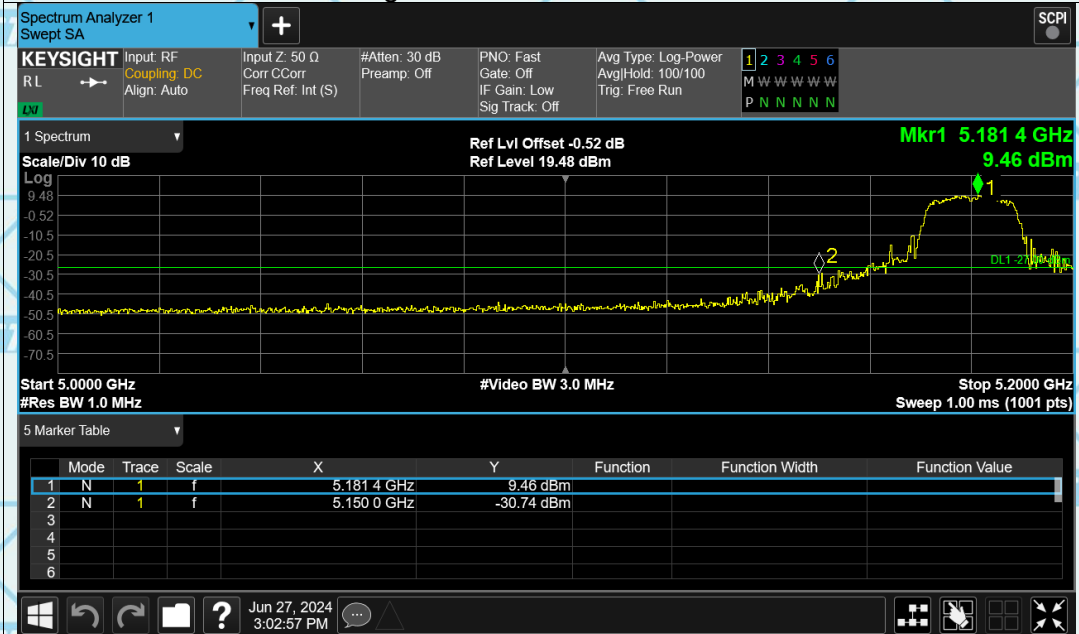 Spectrum Analyzer 1
Swept SA
+
SCPI
KEYSIGHT
RL
LXI
Input: RF
Coupling: DC
Align: Auto
Input Z: 50 Ω
Corr CCorr
Freq Ref: Int (S)
#Atten: 30 dB
Preamp: Off
PNO: Fast
Gate: Off
IF Gain: Low
Sig Track: Off
Avg Type: Log-Power
Avg|Hold: 100/100
Trig: Free Run
1 2 3 4 5 6
M W W W W W
P N N N N N
1 Spectrum
Scale/Div 10 dB
Ref Lvl Offset -0.52 dB
Ref Level 19.48 dBm
Mkr1 5.181 4 GHz
9.46 dBm
Log
9.48
-0.52
-10.5
-20.5
-30.5
-40.5
-50.5
-60.5
-70.5
1
2
Start 5.0000 GHz
#Res BW 1.0 MHz
#Video BW 3.0 MHz
Stop 5.2000 GHz
Sweep 1.00 ms (1001 pts)
5 Marker Table
Mode Trace Scale X Y Function Function Width Function Value
1 N 1 f 5.181 4 GHz 9.46 dBm
2 N 1 f 5.150 0 GHz -30.74 dBm
3
4
5
6
?
Jun 27, 2024
3:02:57 PM